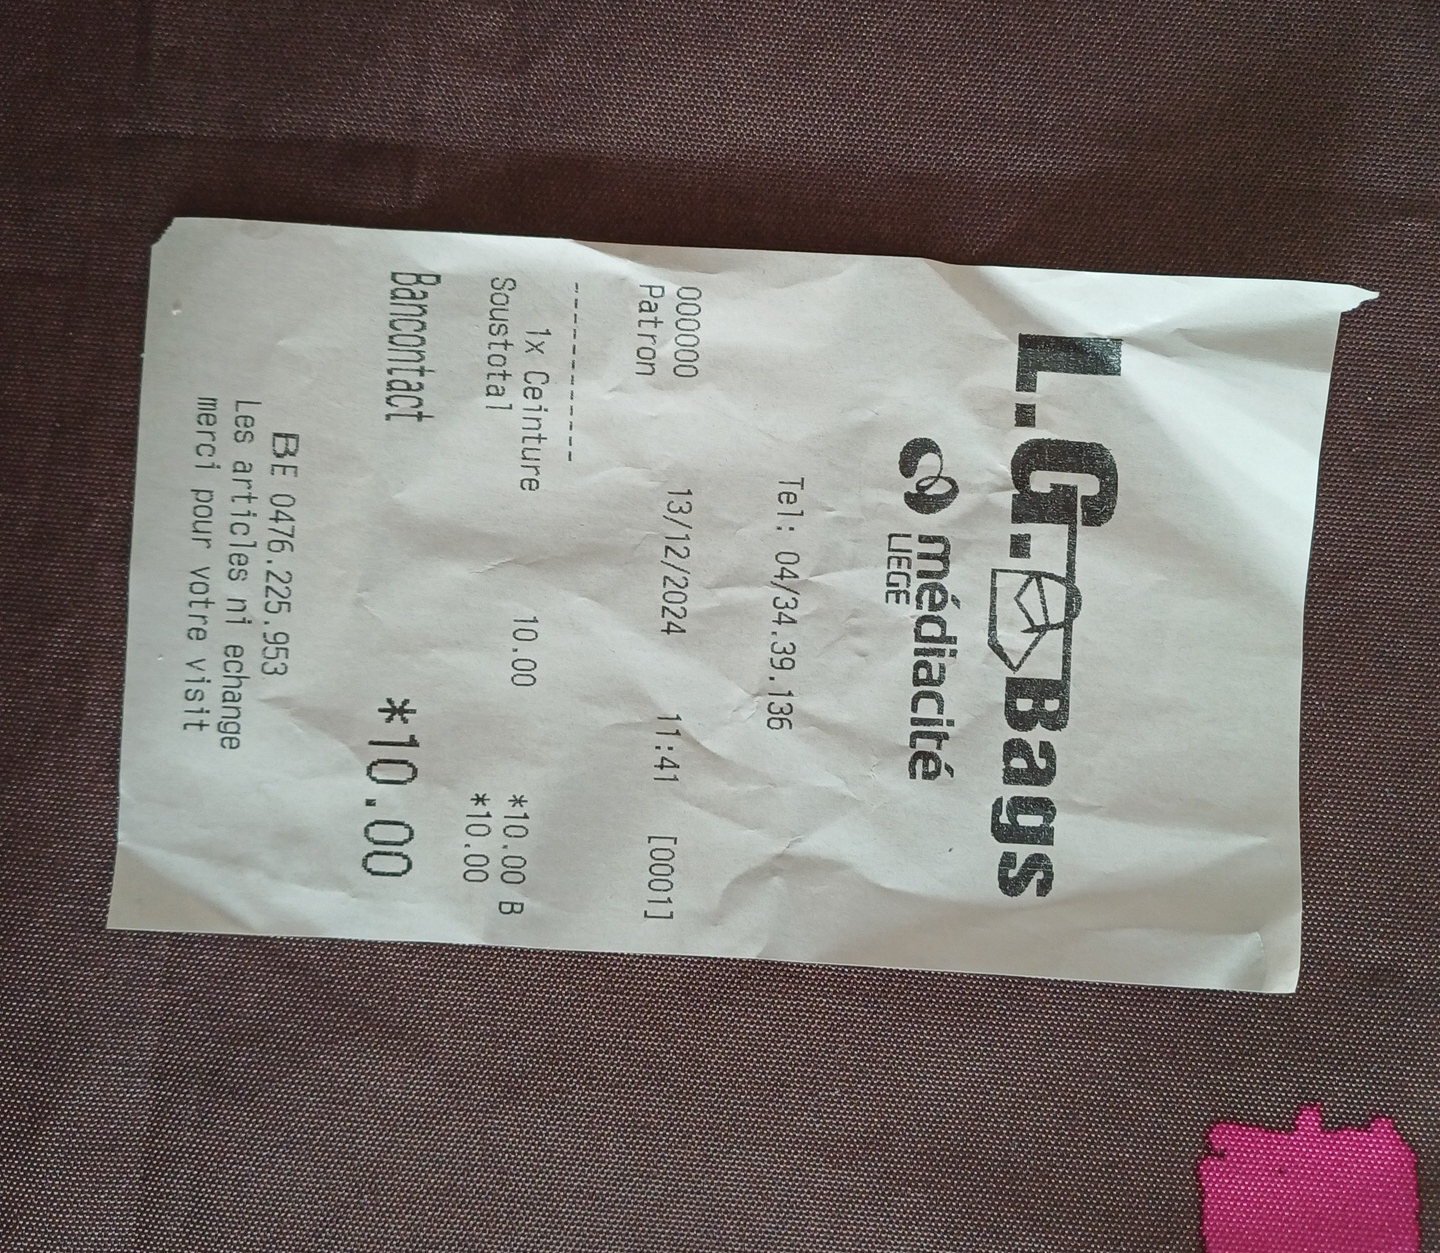 L.G. Bags
médiacité
LIEGE
Tel: 04/34.39.136
000000
Patron 13/12/2024 11:41 [0001]
-----------
1x Ceinture 10.00 *10.00 B
Soustotal *10.00
Bancontact *10.00
BE 0476.225.953
Les articles ni echange
merci pour votre visit